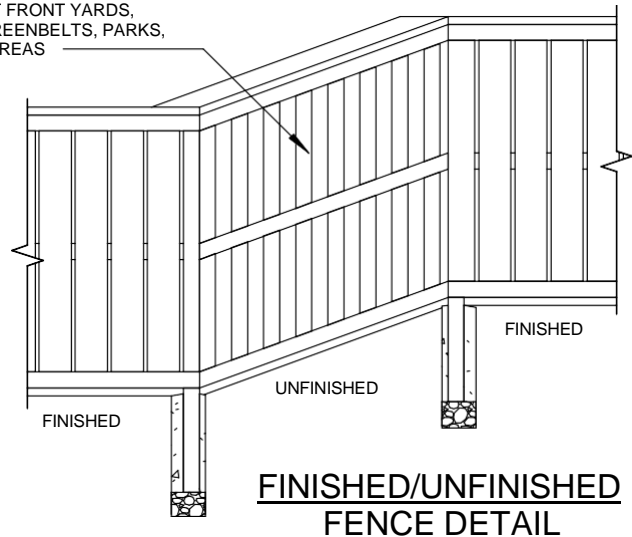 FRONT YARDS,
REENBELTS, PARKS,
REAS
FINISHED
UNFINISHED
FINISHED
FINISHED/UNFINISHED
FENCE DETAIL